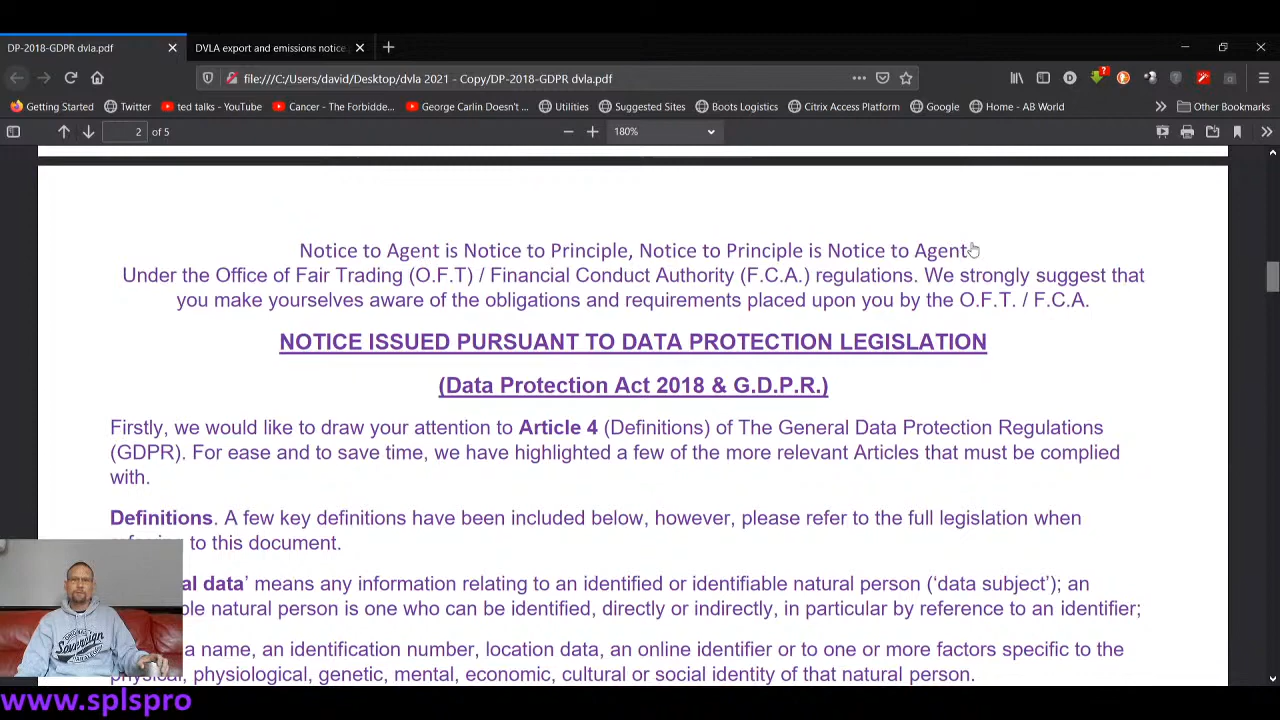 DP-2018-GDPR dvla.pdf
DVLA export and emissions notice
file:///C:/Users/david/Desktop/dvla 2021 - Copy/DP-2018-GDPR dvla.pdf
Getting Started Twitter ted talks - YouTube Cancer - The Forbidde... George Carlin Doesn't ... Utilities Suggested Sites Boots Logistics Citrix Access Platform Google Home - AB World Other Bookmarks
2 of 5 180%
Notice to Agent is Notice to Principle, Notice to Principle is Notice to Agent
Under the Office of Fair Trading (O.F.T) / Financial Conduct Authority (F.C.A.) regulations. We strongly suggest that
you make yourselves aware of the obligations and requirements placed upon you by the O.F.T. / F.C.A.
NOTICE ISSUED PURSUANT TO DATA PROTECTION LEGISLATION
(Data Protection Act 2018 & G.D.P.R.)
Firstly, we would like to draw your attention to Article 4 (Definitions) of The General Data Protection Regulations
(GDPR). For ease and to save time, we have highlighted a few of the more relevant Articles that must be complied
with.
Definitions. A few key definitions have been included below, however, please refer to the full legislation when
to this document.
al data’ means any information relating to an identified or identifiable natural person (‘data subject’); an
ble natural person is one who can be identified, directly or indirectly, in particular by reference to an identifier;
a name, an identification number, location data, an online identifier or to one or more factors specific to the
physical, physiological, genetic, mental, economic, cultural or social identity of that natural person.
Sovereign
www.splspro